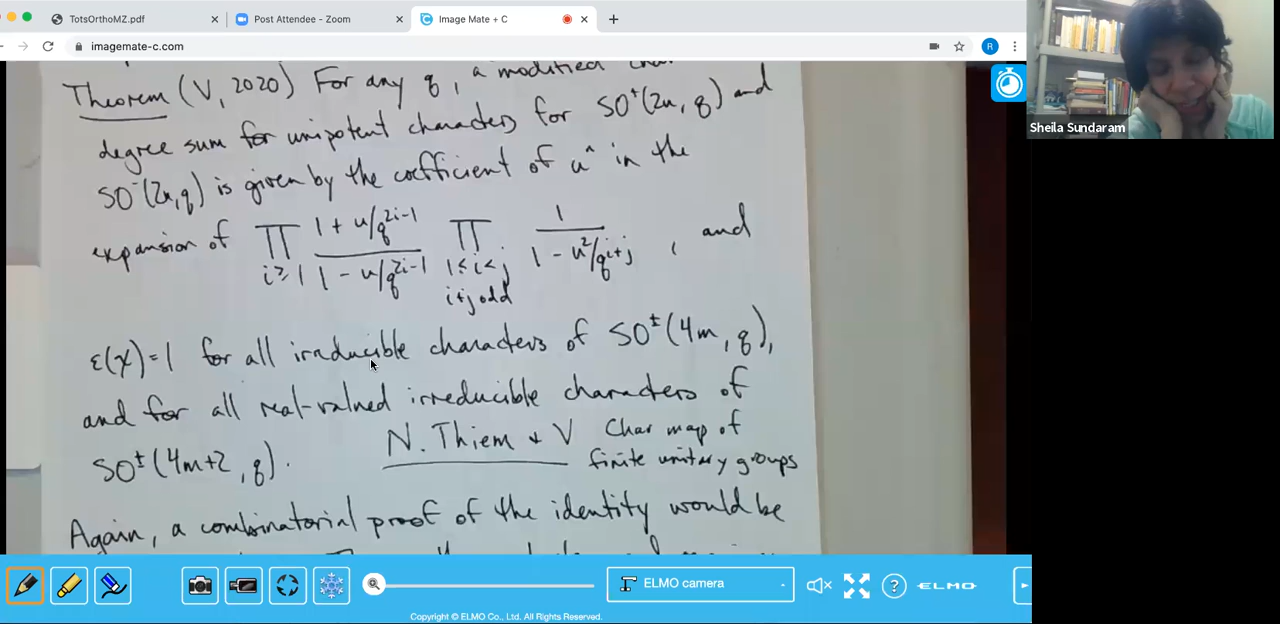 TotsOrthoMZ.pdf
Post Attendee - Zoom
Image Mate + C
imagemate-c.com
R
Sheila Sundaram
Theorem (V, 2020) For any q, a modified
degree sum for unipotent characters for SO⁺(2n, q) and
SO⁻(2n,q) is given by the coefficient of uⁿ in the
expansion of ∏_{i≥1} (1 + u/q^{2i-1})/(1 - u/q^{2i-1}) ∏_{1≤i<j, i+j odd} 1/(1 - u²/q^{i+j}), and
ε(χ)=1 for all irreducible characters of SO^±(4m, q),
and for all real-valued irreducible characters of
SO^±(4m+2, q).
N. Thiem + V Char map of
finite unitary groups
Again, a combinatorial proof of the identity would be
ELMO camera
?
ELMO
Copyright © ELMO Co., Ltd. All Rights Reserved.